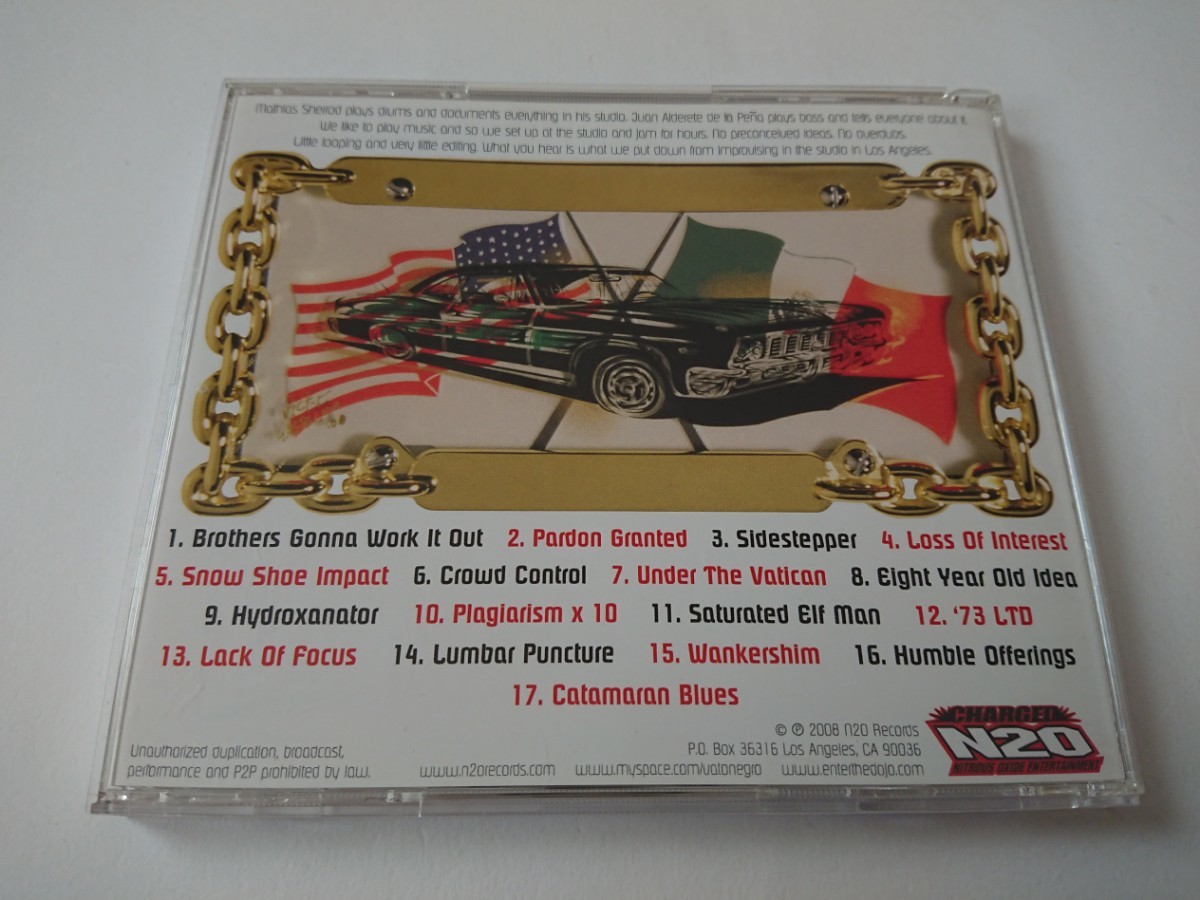 Mathias Sherrod plays drums and documents everything in his studio. Juan Alderete de la Peña plays bass and tells everyone about it.
We like to play music and so we set up at the studio and jam for hours. No preconceived ideas. No overdubs.
Little looping and very little editing. What you hear is what we put down from improvising in the studio in Los Angeles.
1. Brothers Gonna Work It Out 2. Pardon Granted 3. Sidestepper 4. Loss Of Interest
5. Snow Shoe Impact 6. Crowd Control 7. Under The Vatican 8. Eight Year Old Idea
9. Hydroxanator 10. Plagiarism x 10 11. Saturated Elf Man 12. '73 LTD
13. Lack Of Focus 14. Lumbar Puncture 15. Wankershim 16. Humble Offerings
17. Catamaran Blues
© ℗ 2008 N2O Records
P.O. Box 36316 Los Angeles, CA 90036
Unauthorized duplication, broadcast,
performance and P2P prohibited by law.
www.n2orecords.com www.myspace.com/vatonegro www.enterthedojo.com
CHARGED
N2O
NITROUS OXIDE ENTERTAINMENT